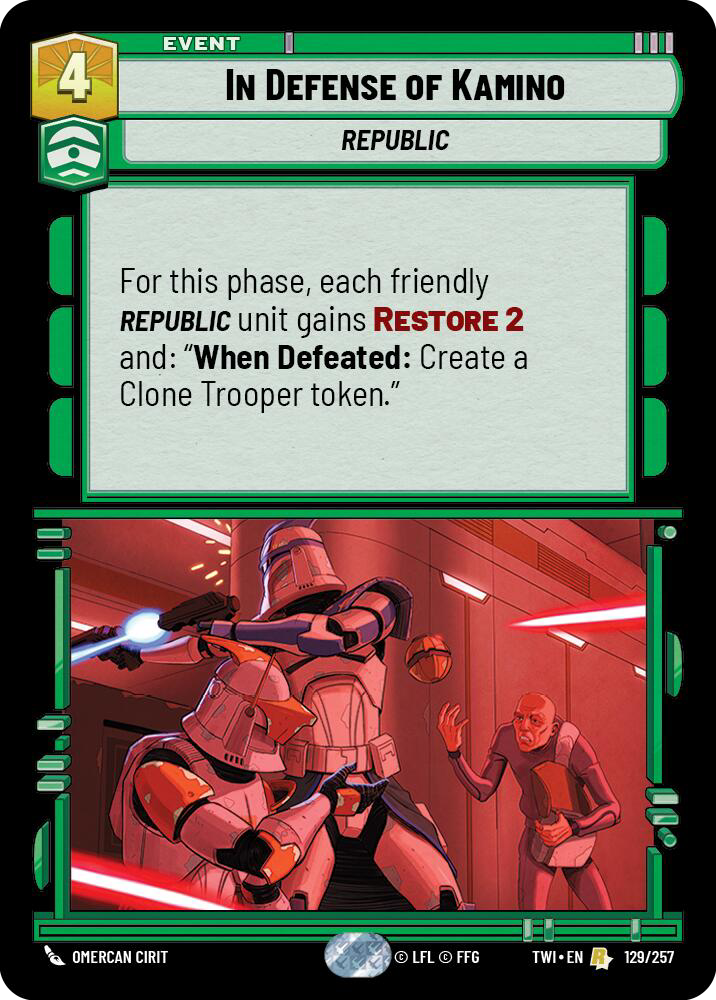 EVENT
4
IN DEFENSE OF KAMINO
REPUBLIC
For this phase, each friendly
REPUBLIC unit gains RESTORE 2
and: “When Defeated: Create a
Clone Trooper token.”
OMERCAN CIRIT
© LFL © FFG
TWI • EN R 129/257